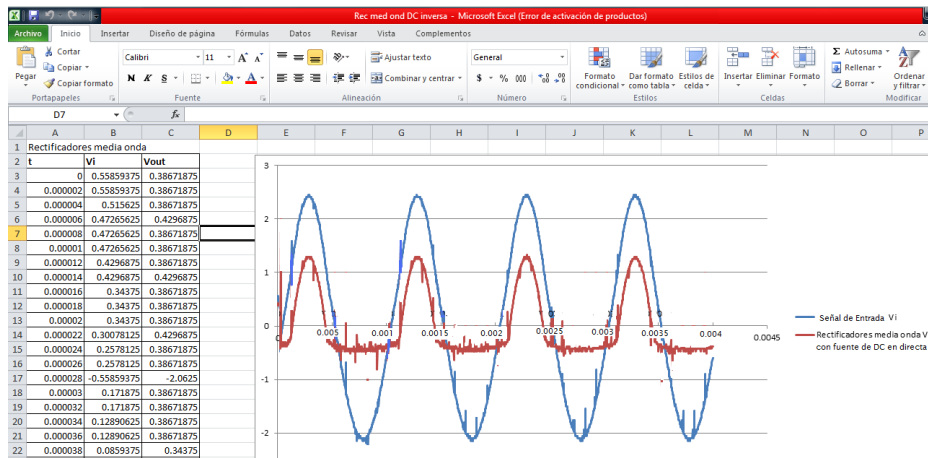 Rec med ond DC inversa - Microsoft Excel (Error de activación de productos)
Archivo Inicio Insertar Diseño de página Fórmulas Datos Revisar Vista Complementos
Pegar
Cortar
Copiar
Copiar formato
Portapapeles
Calibri 11
N K S
Fuente
Ajustar texto
Combinar y centrar
Alineación
General
$ % 000
Número
Formato condicional
Dar formato como tabla
Estilos de celda
Estilos
Insertar Eliminar Formato
Celdas
Σ Autosuma
Rellenar
Borrar
Ordenar y filtrar
Modificar
D7 fx
A B C D E F G H I J K L M N O P
1 Rectificadores media onda
2 t Vi Vout
3 0 0.55859375 0.38671875
4 0.000002 0.55859375 0.38671875
5 0.000004 0.515625 0.38671875
6 0.000006 0.47265625 0.4296875
7 0.000008 0.47265625 0.38671875
8 0.00001 0.47265625 0.38671875
9 0.000012 0.4296875 0.38671875
10 0.000014 0.4296875 0.4296875
11 0.000016 0.34375 0.38671875
12 0.000018 0.34375 0.38671875
13 0.00002 0.34375 0.38671875
14 0.000022 0.30078125 0.4296875
15 0.000024 0.2578125 0.38671875
16 0.000026 0.2578125 0.38671875
17 0.000028 -0.55859375 -2.0625
18 0.00003 0.171875 0.38671875
19 0.000032 0.171875 0.38671875
20 0.000034 0.12890625 0.38671875
21 0.000036 0.12890625 0.38671875
22 0.000038 0.0859375 0.34375
3
2
1
0
-1
-2
0.005 0.001 0.0015 0.002 0.0025 0.003 0.0035 0.004 0.0045
Señal de Entrada Vi
Rectificadores media onda V
con fuente de DC en directa